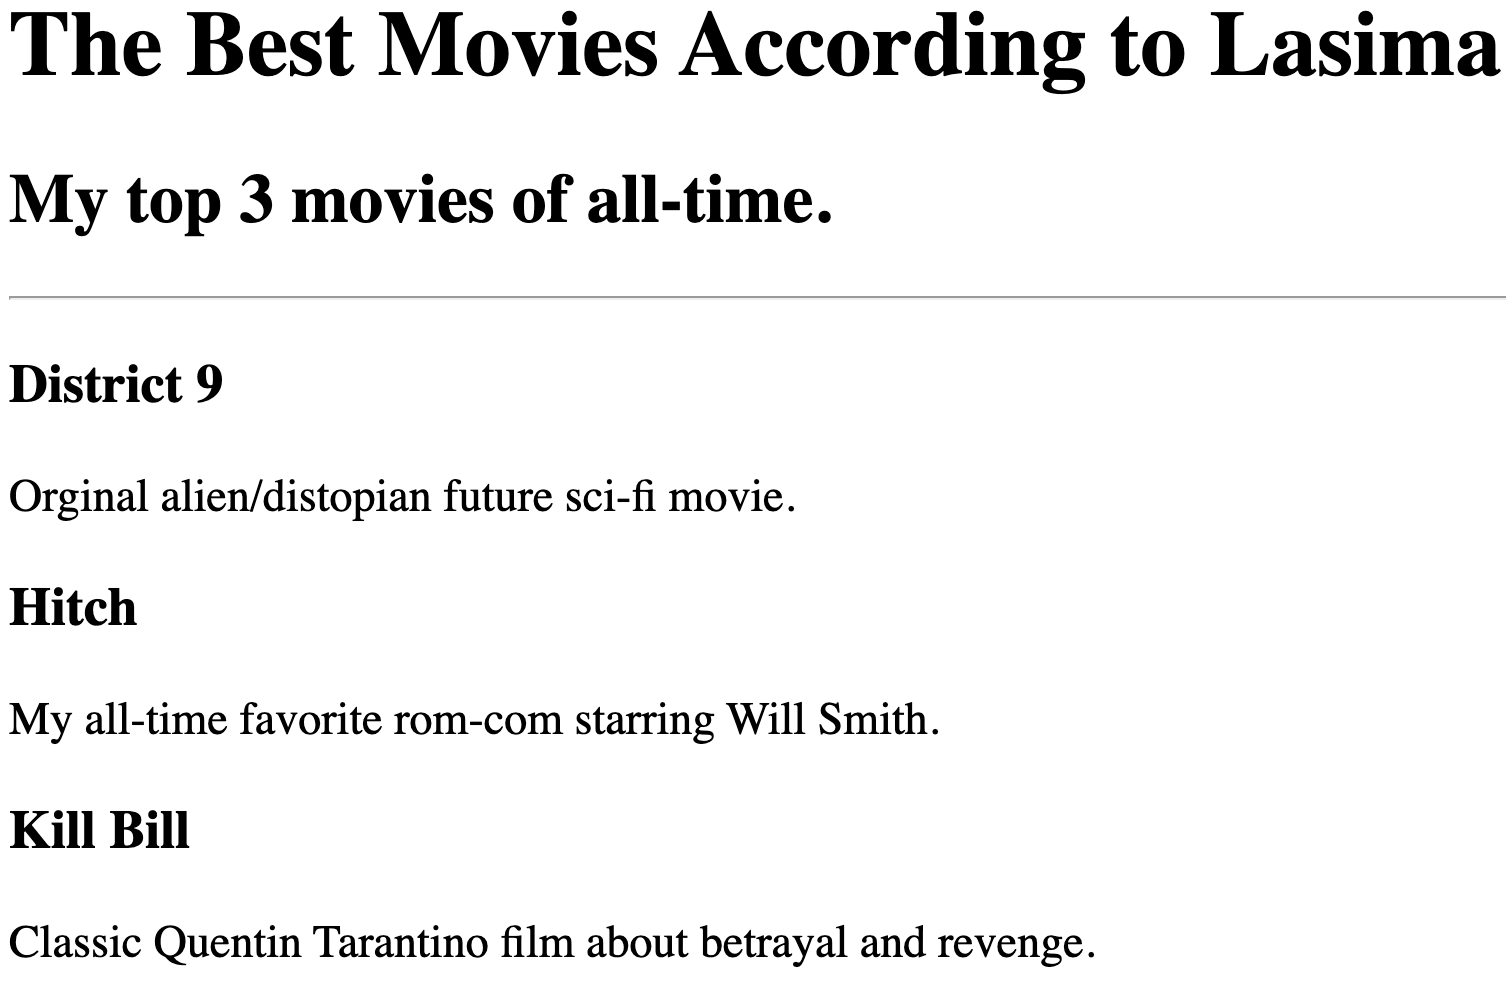 The Best Movies According to Lasima
My top 3 movies of all-time.
District 9
Orginal alien/distopian future sci-fi movie.
Hitch
My all-time favorite rom-com starring Will Smith.
Kill Bill
Classic Quentin Tarantino film about betrayal and revenge.